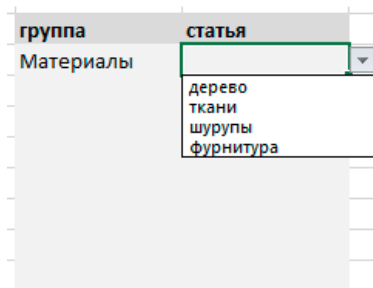 группа статья
Материалы
дерево
ткани
шурупы
фурнитура